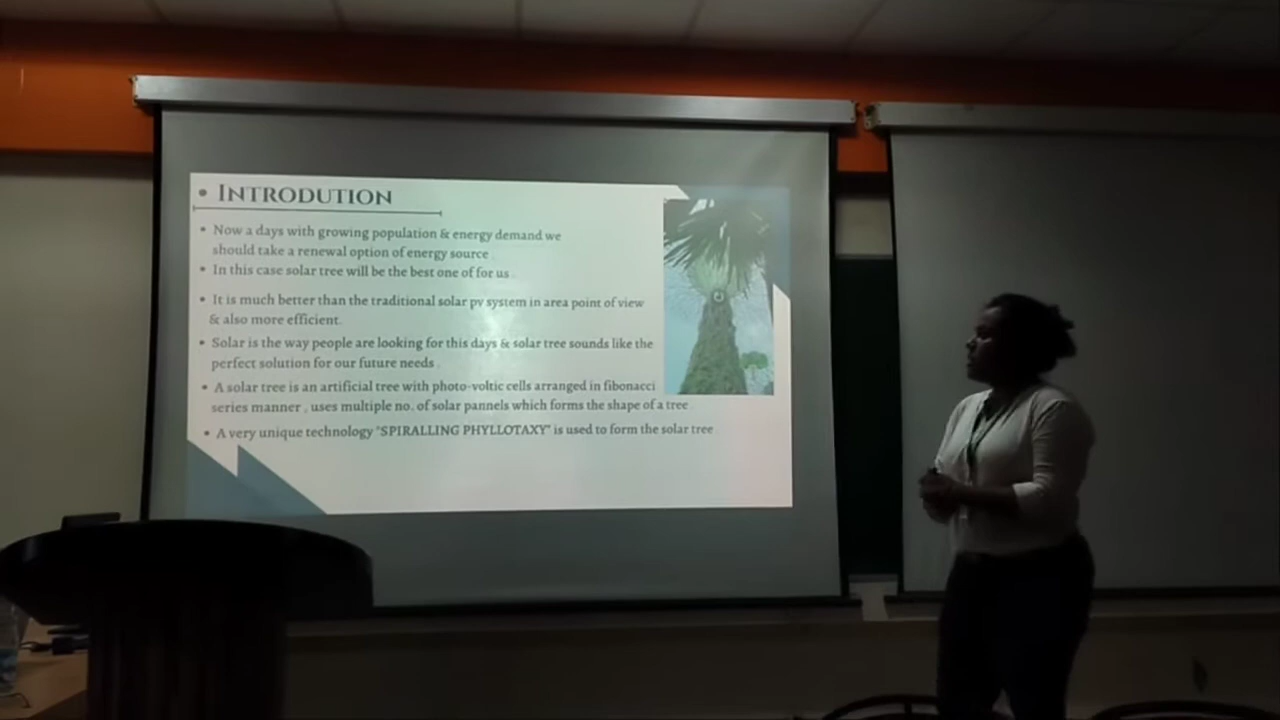 • INTRODUTION
• Now a days with growing population & energy demand we
should take a renewal option of energy source
• In this case solar tree will be the best one of for us .
• It is much better than the traditional solar pv system in area point of view
& also more efficient.
• Solar is the way people are looking for this days & solar tree sounds like the
perfect solution for our future needs .
• A solar tree is an artificial tree with photo-voltic cells arranged in fibonacci
series manner , uses multiple no. of solar pannels which forms the shape of a tree .
• A very unique technology "SPIRALLING PHYLLOTAXY" is used to form the solar tree